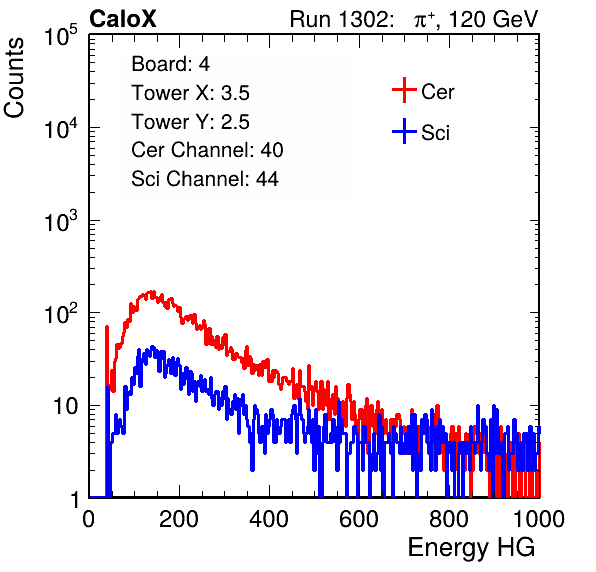 CaloX Run 1302: π⁺, 120 GeV
Counts
10⁵
10⁴
10³
10²
10
1
Board: 4
Tower X: 3.5
Tower Y: 2.5
Cer Channel: 40
Sci Channel: 44
Cer
Sci
0 200 400 600 800 1000
Energy HG